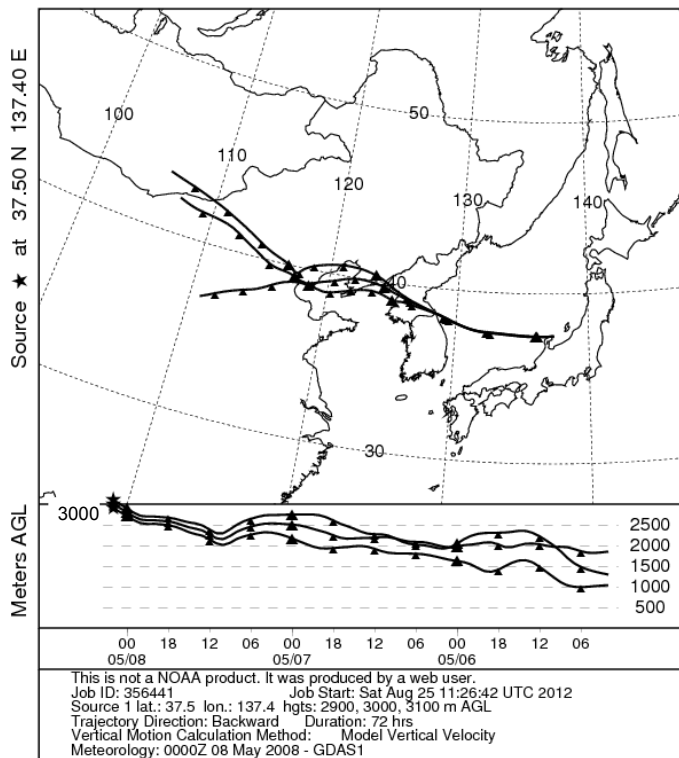 Source ★ at 37.50 N 137.40 E
100
110
120
130
140
50
40
30
Meters AGL
3000
2500
2000
1500
1000
500
00 18 12 06 00 18 12 06 00 18 12 06
05/08 05/07 05/06
This is not a NOAA product. It was produced by a web user.
Job ID: 356441 Job Start: Sat Aug 25 11:26:42 UTC 2012
Source 1 lat.: 37.5 lon.: 137.4 hgts: 2900, 3000, 3100 m AGL
Trajectory Direction: Backward Duration: 72 hrs
Vertical Motion Calculation Method: Model Vertical Velocity
Meteorology: 0000Z 08 May 2008 - GDAS1